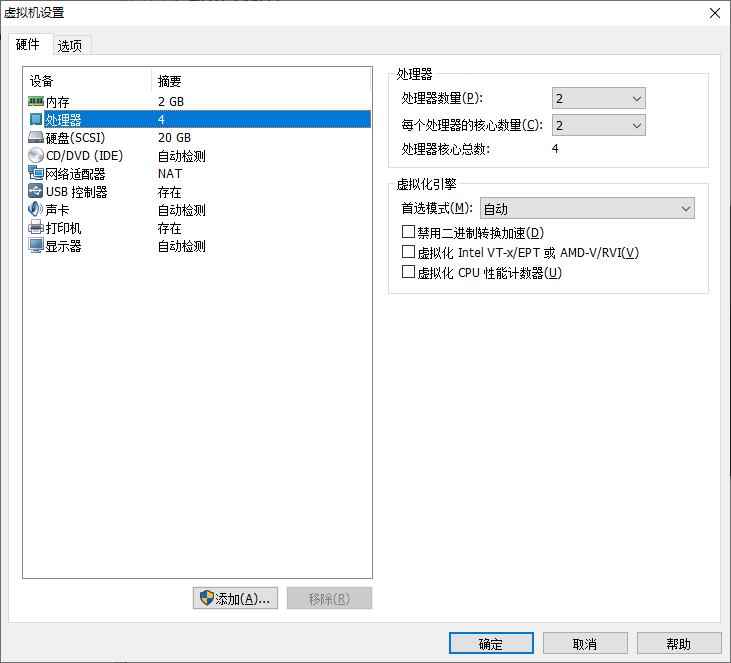 虚拟机设置
硬件 选项
设备 摘要
内存 2 GB
处理器 4
硬盘(SCSI) 20 GB
CD/DVD (IDE) 自动检测
网络适配器 NAT
USB 控制器 存在
声卡 自动检测
打印机 存在
显示器 自动检测
添加(A)... 移除(R)
处理器
处理器数量(P): 2
每个处理器的核心数量(C): 2
处理器核心总数: 4
虚拟化引擎
首选模式(M): 自动
禁用二进制转换加速(D)
虚拟化 Intel VT-x/EPT 或 AMD-V/RVI(V)
虚拟化 CPU 性能计数器(U)
确定 取消 帮助